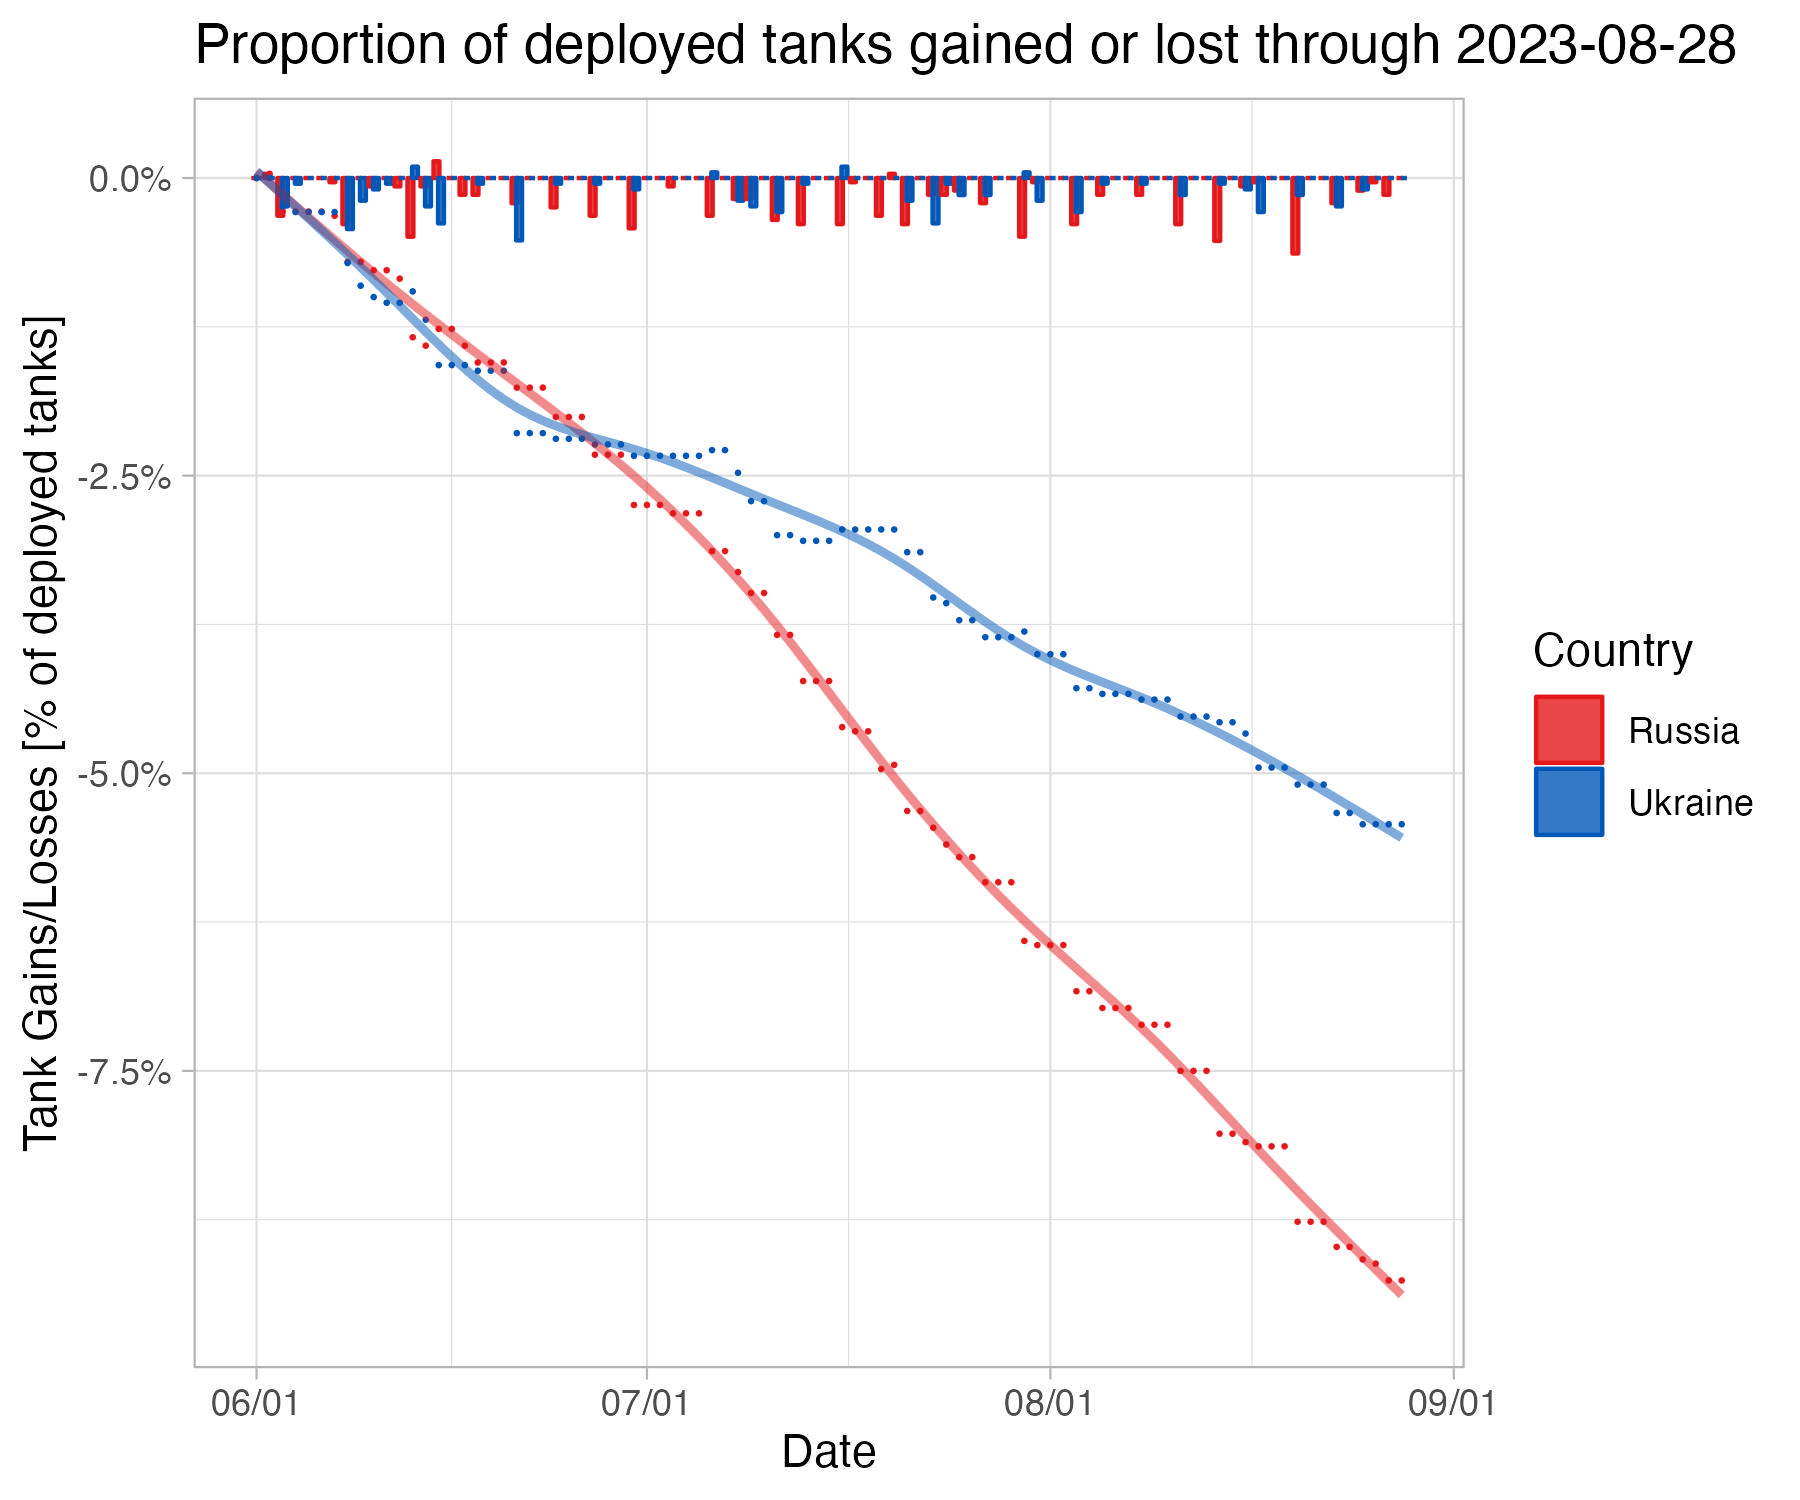 Proportion of deployed tanks gained or lost through 2023-08-28
Tank Gains/Losses [% of deployed tanks]
0.0%
-2.5%
-5.0%
-7.5%
06/01
07/01
08/01
09/01
Date
Country
Russia
Ukraine